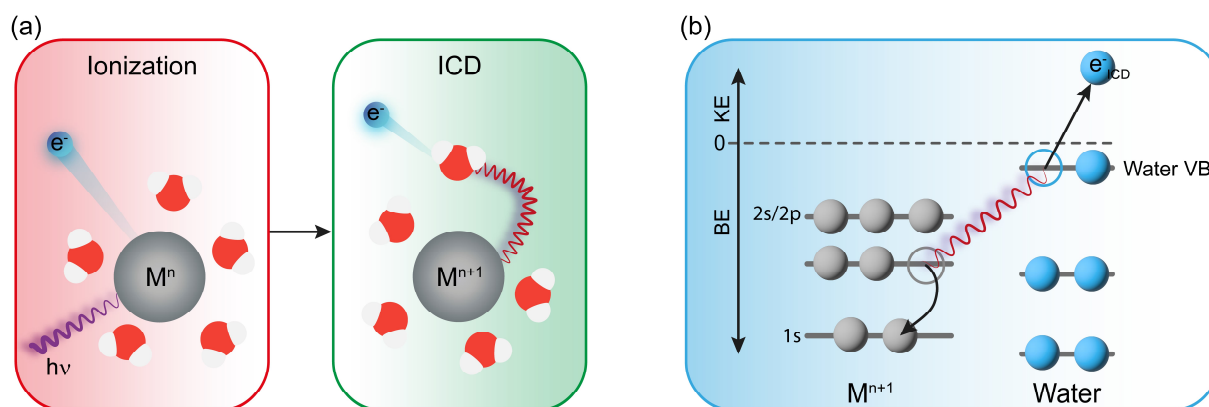 (a)
Ionization
e-
Mⁿ
hν
ICD
e-
Mⁿ⁺¹
(b)
e-ICD
KE
0
BE
Water VB
2s/2p
1s
Mⁿ⁺¹
Water